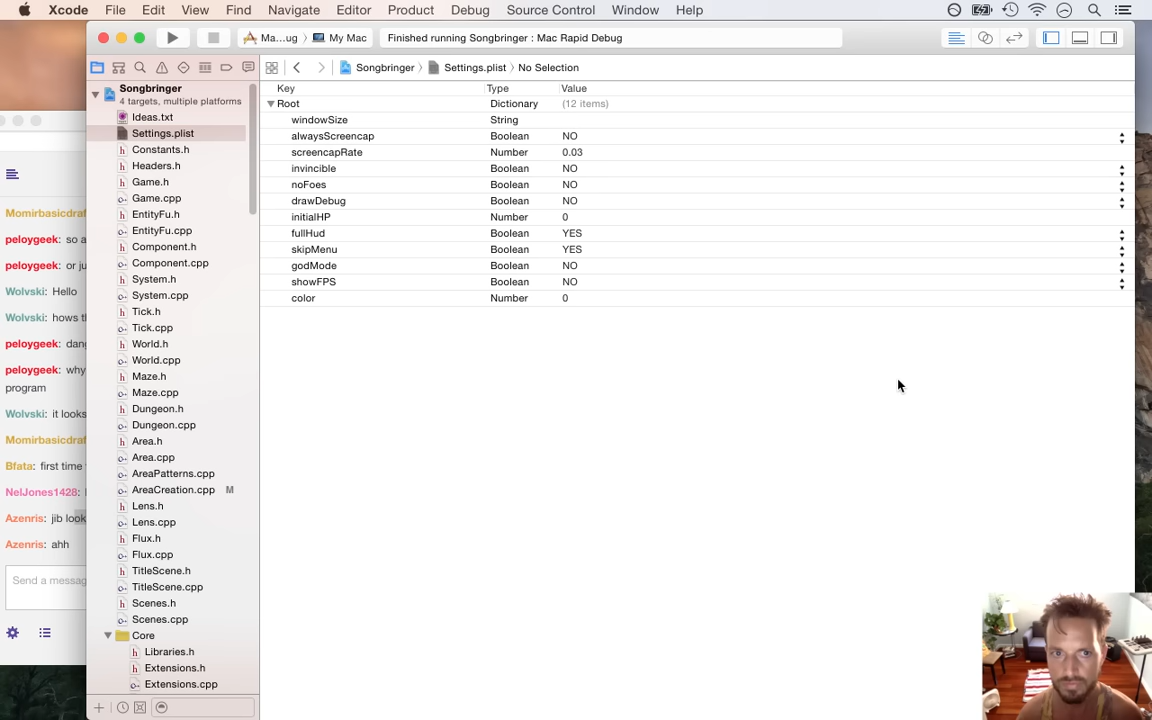 Xcode File Edit View Find Navigate Editor Product Debug Source Control Window Help
Ma...ug My Mac Finished running Songbringer : Mac Rapid Debug
Songbringer Settings.plist No Selection
Songbringer
4 targets, multiple platforms
Ideas.txt
Settings.plist
Constants.h
Headers.h
Game.h
Game.cpp
EntityFu.h
EntityFu.cpp
Component.h
Component.cpp
System.h
System.cpp
Tick.h
Tick.cpp
World.h
World.cpp
Maze.h
Maze.cpp
Dungeon.h
Dungeon.cpp
Area.h
Area.cpp
AreaPatterns.cpp
AreaCreation.cpp M
Lens.h
Lens.cpp
Flux.h
Flux.cpp
TitleScene.h
TitleScene.cpp
Scenes.h
Scenes.cpp
Core
Libraries.h
Extensions.h
Extensions.cpp
Key Type Value
Root Dictionary (12 items)
windowSize String
alwaysScreencap Boolean NO
screencapRate Number 0.03
invincible Boolean NO
noFoes Boolean NO
drawDebug Boolean NO
initialHP Number 0
fullHud Boolean YES
skipMenu Boolean YES
godMode Boolean NO
showFPS Boolean NO
color Number 0
Momirbasicdraf
peloygeek: so a
peloygeek: or ju
Wolvski: Hello
Wolvski: hows t
peloygeek: dan
peloygeek: why
program
Wolvski: it looks
Momirbasicdraf
Bfata: first time
NelJones1428:
Azenris: jib look
Azenris: ahh
Send a messag